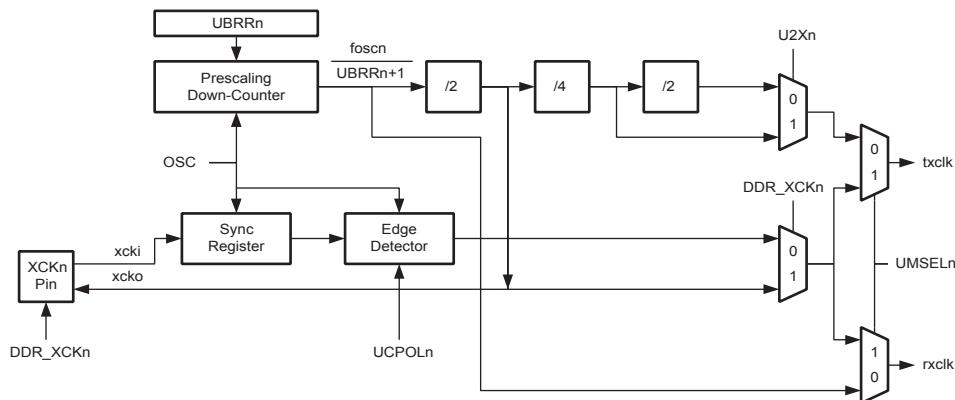 UBRRn
foscn
UBRRn+1
U2Xn
Prescaling
Down-Counter
/2
/4
/2
0
1
OSC
0
1
txclk
DDR_XCKn
Sync
Register
Edge
Detector
0
1
xcki
XCKn
Pin
xcko
UMSELn
DDR_XCKn
UCPOLn
1
0
rxclk